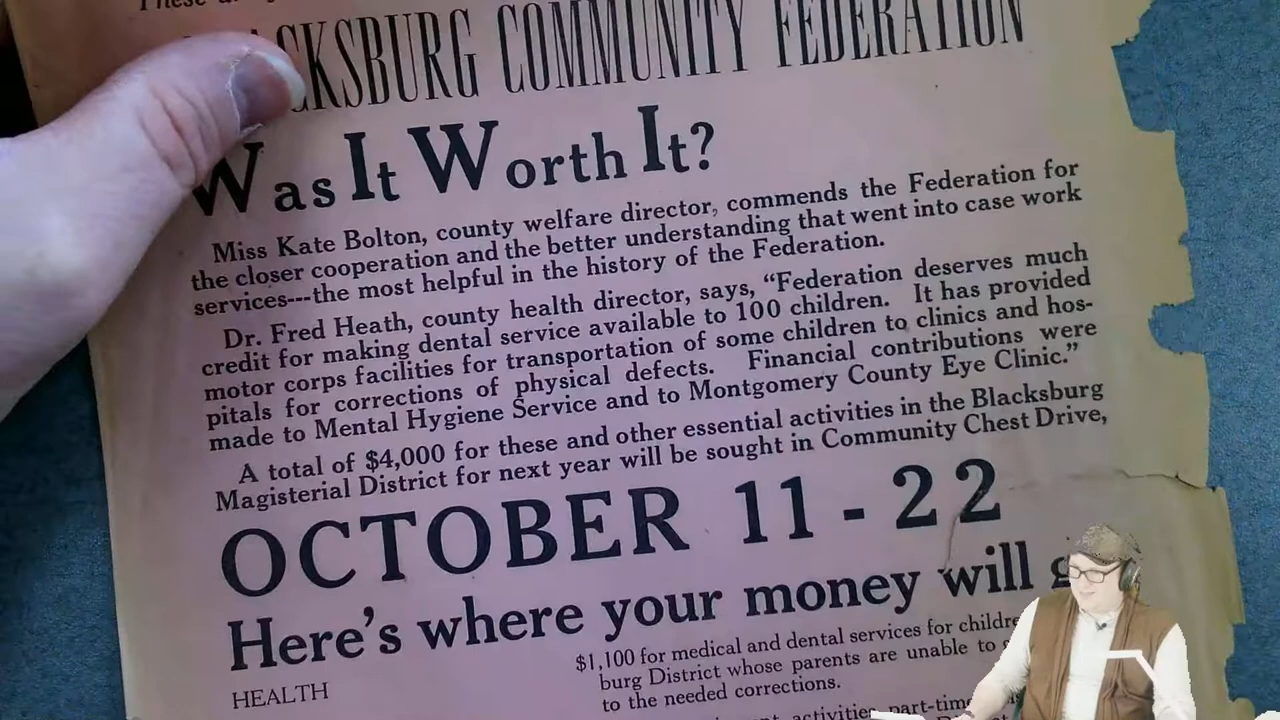 These
ACKSBURG COMMUNITY FEDERATION
Was It Worth It?
Miss Kate Bolton, county welfare director, commends the Federation for
the closer cooperation and the better understanding that went into case work
services---the most helpful in the history of the Federation.
Dr. Fred Heath, county health director, says, “Federation deserves much
credit for making dental service available to 100 children. It has provided
motor corps facilities for transportation of some children to clinics and hos-
pitals for corrections of physical defects. Financial contributions were
made to Mental Hygiene Service and to Montgomery County Eye Clinic.”
A total of $4,000 for these and other essential activities in the Blacksburg
Magisterial District for next year will be sought in Community Chest Drive,
OCTOBER 11 - 22
Here's where your money will
HEALTH
$1,100 for medical and dental services for childre
burg District whose parents are unable to
to the needed corrections.
activities, part-time